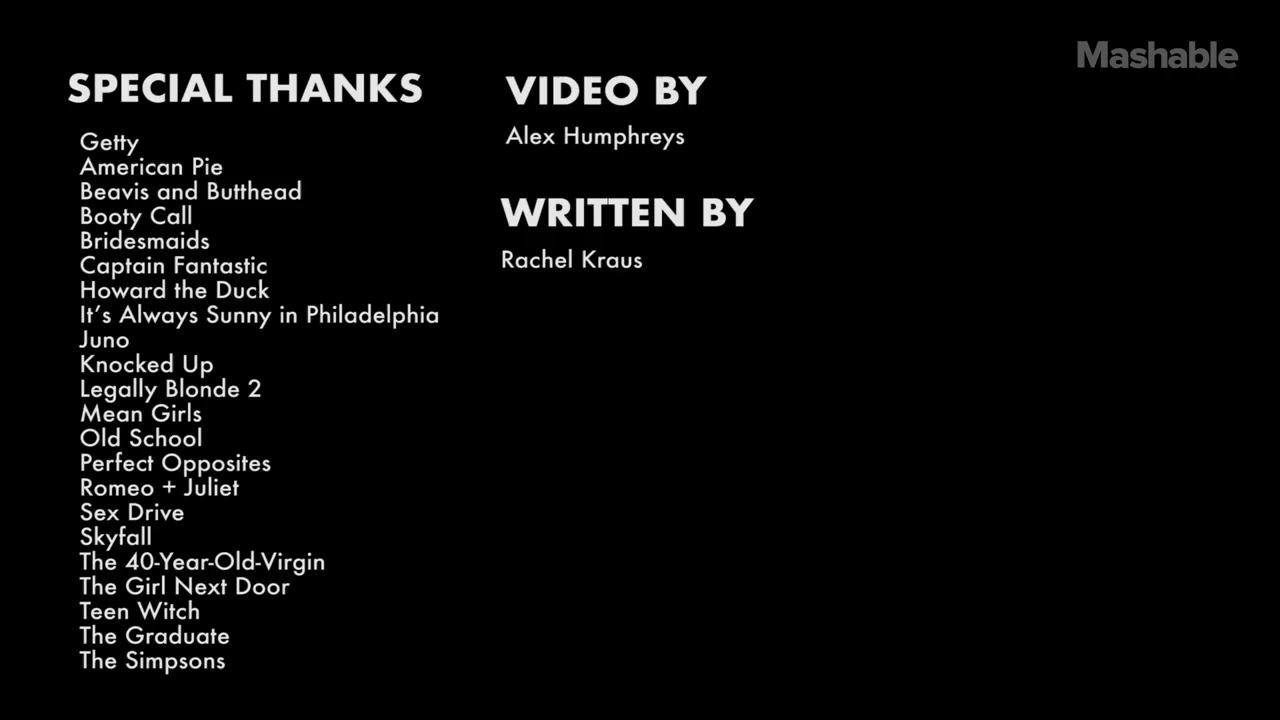 Mashable
SPECIAL THANKS
Getty
American Pie
Beavis and Butthead
Booty Call
Bridesmaids
Captain Fantastic
Howard the Duck
It's Always Sunny in Philadelphia
Juno
Knocked Up
Legally Blonde 2
Mean Girls
Old School
Perfect Opposites
Romeo + Juliet
Sex Drive
Skyfall
The 40-Year-Old-Virgin
The Girl Next Door
Teen Witch
The Graduate
The Simpsons
VIDEO BY
Alex Humphreys
WRITTEN BY
Rachel Kraus